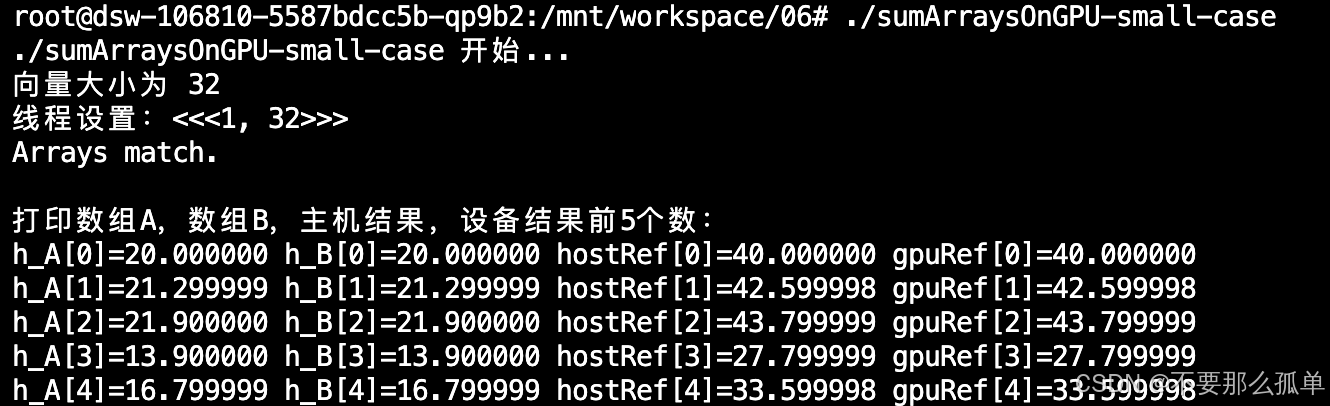 root@dsw-106810-5587bdcc5b-qp9b2:/mnt/workspace/06# ./sumArraysOnGPU-small-case
./sumArraysOnGPU-small-case 开始...
向量大小为 32
线程设置：<<<1, 32>>>
Arrays match.
打印数组A，数组B，主机结果，设备结果前5个数：
h_A[0]=20.000000 h_B[0]=20.000000 hostRef[0]=40.000000 gpuRef[0]=40.000000
h_A[1]=21.299999 h_B[1]=21.299999 hostRef[1]=42.599998 gpuRef[1]=42.599998
h_A[2]=21.900000 h_B[2]=21.900000 hostRef[2]=43.799999 gpuRef[2]=43.799999
h_A[3]=13.900000 h_B[3]=13.900000 hostRef[3]=27.799999 gpuRef[3]=27.799999
h_A[4]=16.799999 h_B[4]=16.799999 hostRef[4]=33.599998 gpuRef[4]=33.599998
CSDN @不要那么孤单